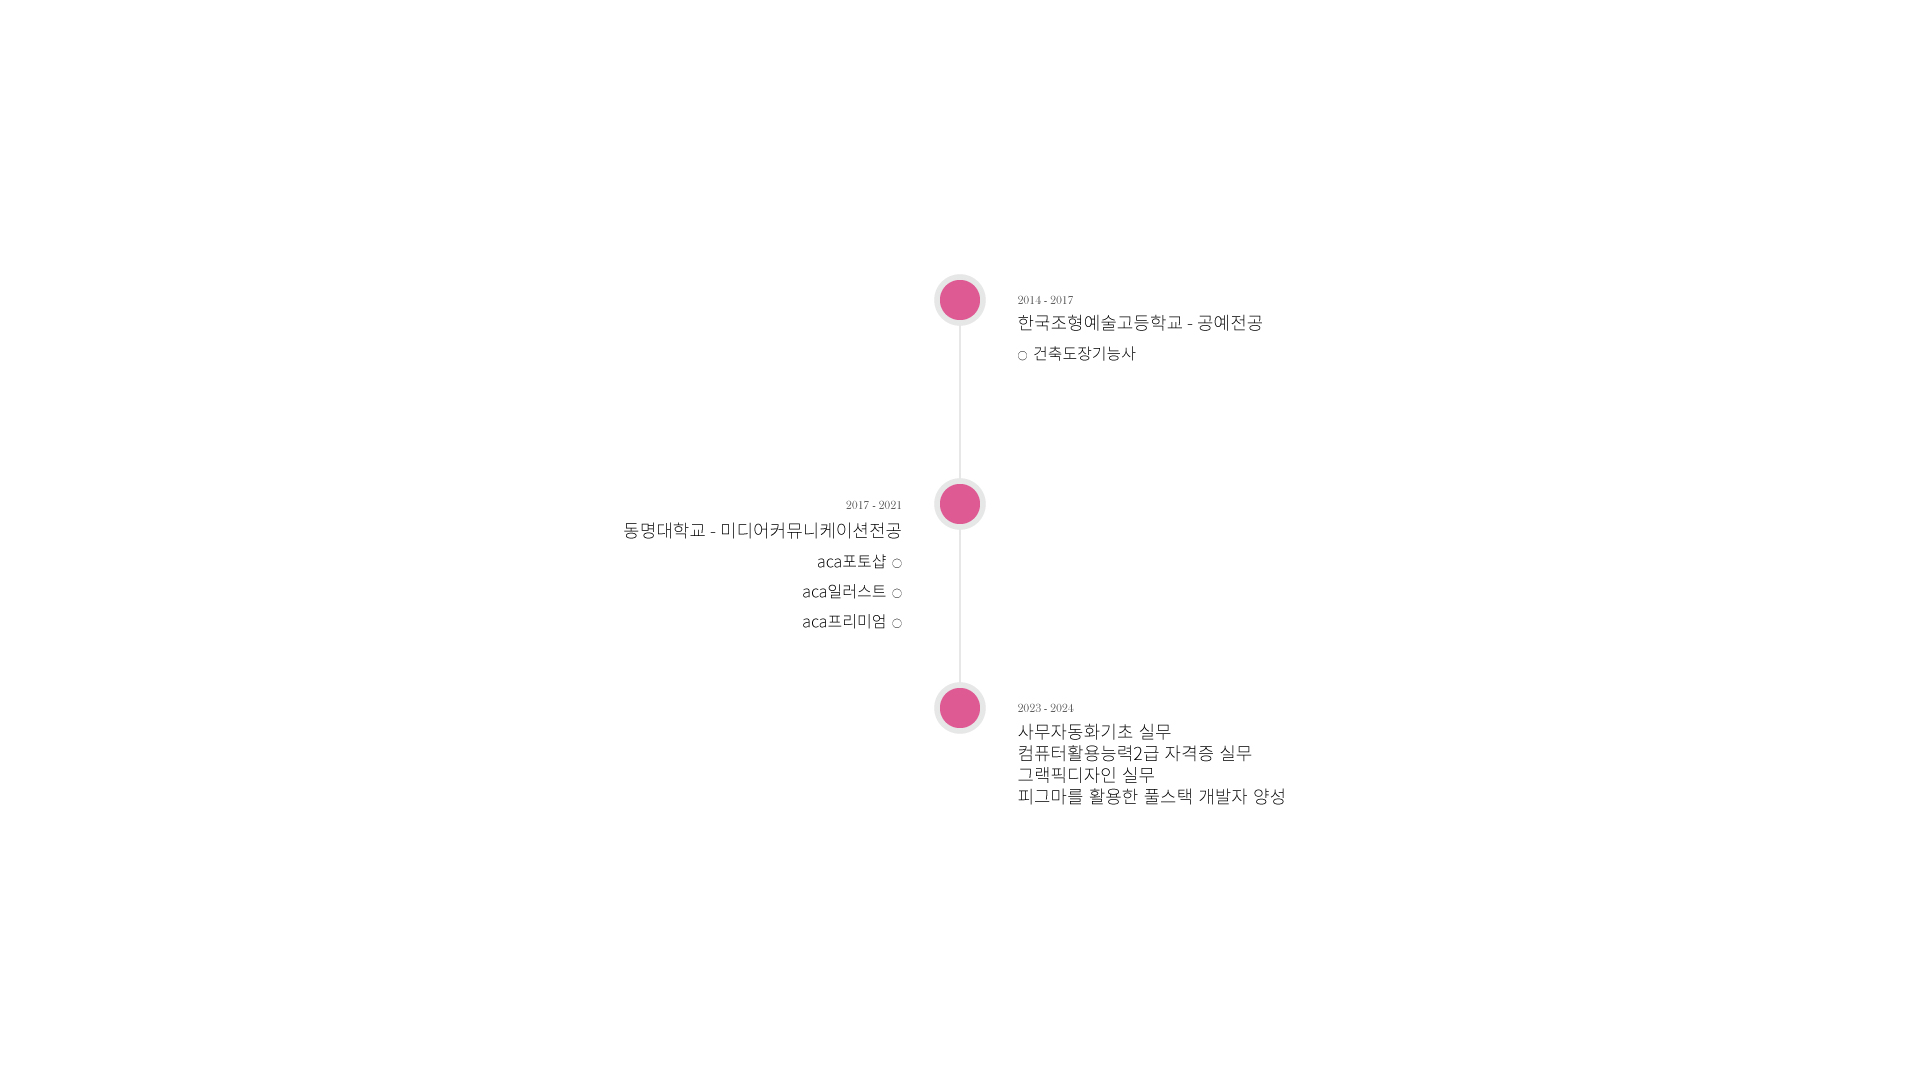 2014 - 2017
한국조형예술고등학교 - 공예전공
○ 건축도장기능사
2017 - 2021
동명대학교 - 미디어커뮤니케이션전공
aca포토샵 ○
aca일러스트 ○
aca프리미엄 ○
2023 - 2024
사무자동화기초 실무
컴퓨터활용능력2급 자격증 실무
그랙픽디자인 실무
피그마를 활용한 풀스택 개발자 양성